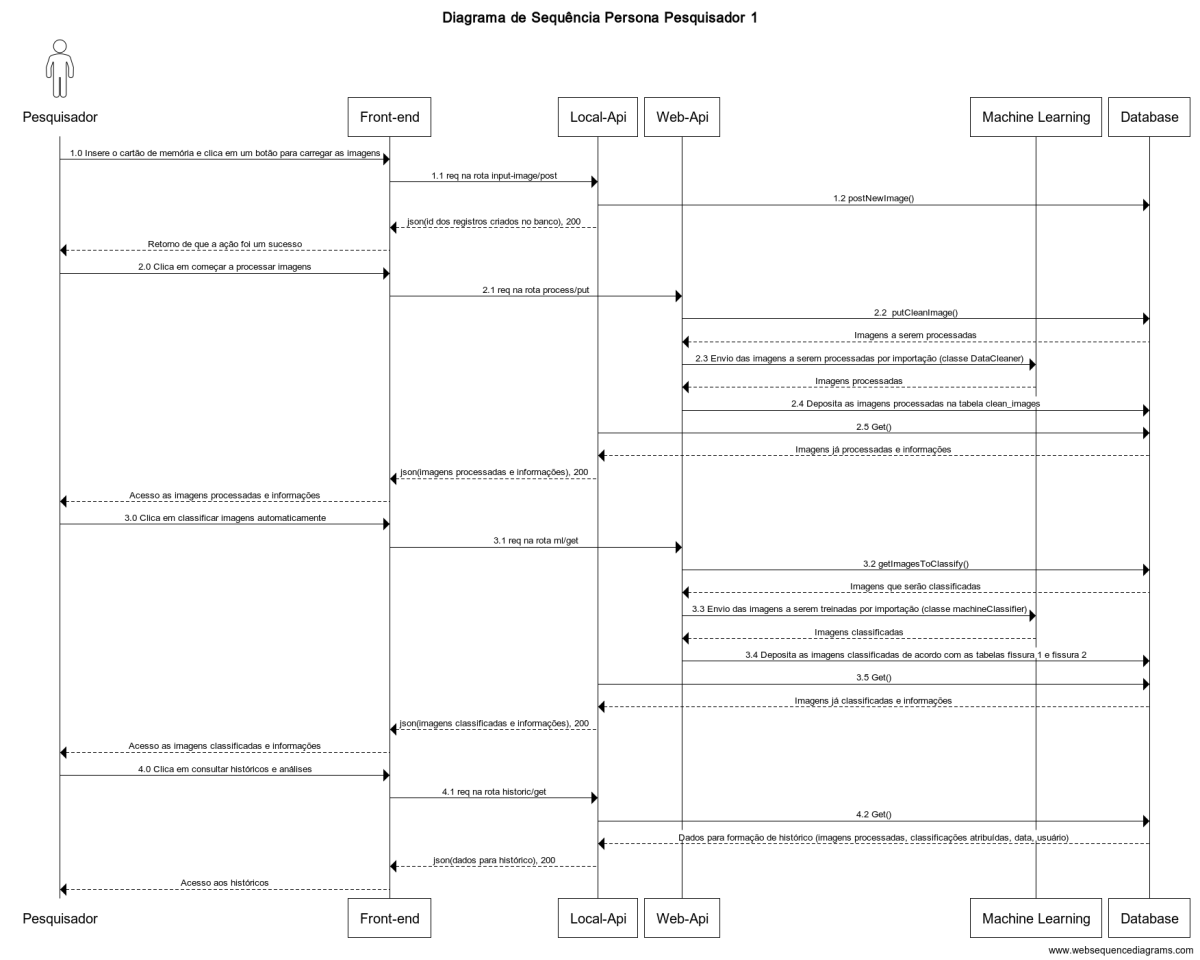 Diagrama de Sequência Persona Pesquisador 1
Pesquisador
Front-end
Local-Api
Web-Api
Machine Learning
Database
1.0 Insere o cartão de memória e clica em um botão para carregar as imagens
1.1 req na rota input-image/post
1.2 postNewImage()
json(id dos registros criados no banco), 200
Retorno de que a ação foi um sucesso
2.0 Clica em começar a processar imagens
2.1 req na rota process/put
2.2 putCleanImage()
Imagens a serem processadas
2.3 Envio das imagens a serem processadas por importação (classe DataCleaner)
Imagens processadas
2.4 Deposita as imagens processadas na tabela clean_images
2.5 Get()
Imagens já processadas e informações
json(imagens processadas e informações), 200
Acesso as imagens processadas e informações
3.0 Clica em classificar imagens automaticamente
3.1 req na rota ml/get
3.2 getImagesToClassify()
Imagens que serão classificadas
3.3 Envio das imagens a serem treinadas por importação (classe machineClassifier)
Imagens classificadas
3.4 Deposita as imagens classificadas de acordo com as tabelas fissura 1 e fissura 2
3.5 Get()
Imagens já classificadas e informações
json(imagens classificadas e informações), 200
Acesso as imagens classificadas e informações
4.0 Clica em consultar históricos e análises
4.1 req na rota historic/get
4.2 Get()
Dados para formação de histórico (imagens processadas, classificações atribuídas, data, usuário)
json(dados para histórico), 200
Acesso aos históricos
Pesquisador
Front-end
Local-Api
Web-Api
Machine Learning
Database
www.websequencediagrams.com